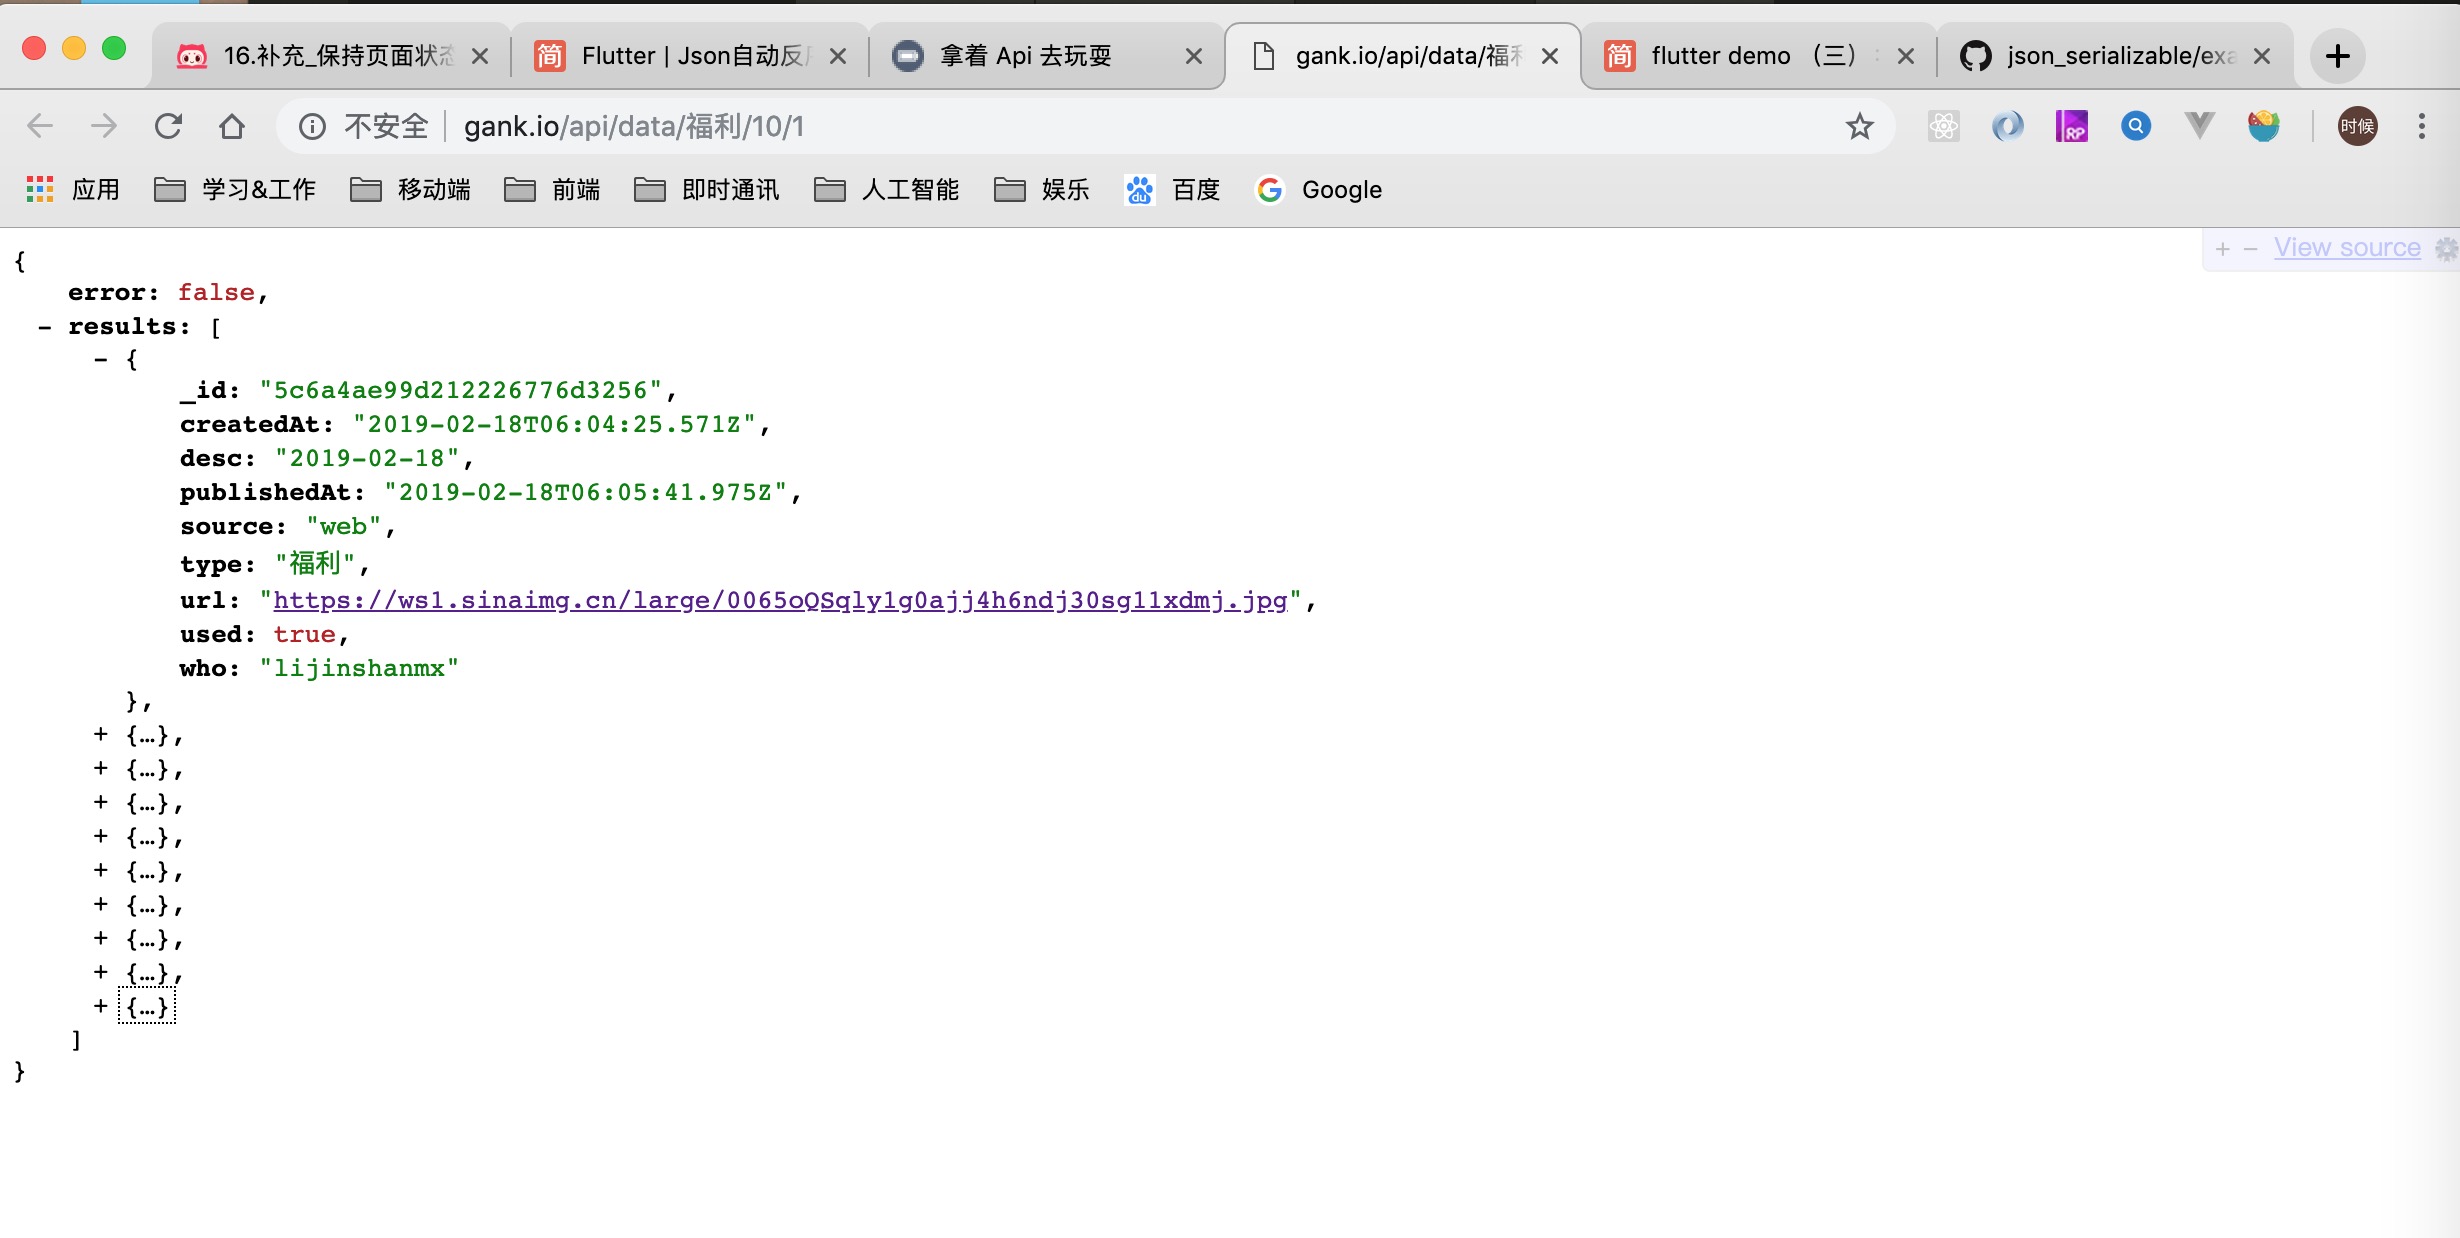 16.补充_保持页面状态
简 Flutter | Json自动反
拿着 Api 去玩耍
gank.io/api/data/福利
简 flutter demo （三）
json_serializable/exa
不安全 gank.io/api/data/福利/10/1
RP
时候
应用 学习&工作 移动端 前端 即时通讯 人工智能 娱乐 du 百度 Google
+ − View source
{
error: false,
- results: [
- {
_id: "5c6a4ae99d212226776d3256",
createdAt: "2019-02-18T06:04:25.571Z",
desc: "2019-02-18",
publishedAt: "2019-02-18T06:05:41.975Z",
source: "web",
type: "福利",
url: "https://ws1.sinaimg.cn/large/0065oQSqly1g0ajj4h6ndj30sg11xdmj.jpg",
used: true,
who: "lijinshanmx"
},
+ {…},
+ {…},
+ {…},
+ {…},
+ {…},
+ {…},
+ {…},
+ {…},
+ {…}
]
}